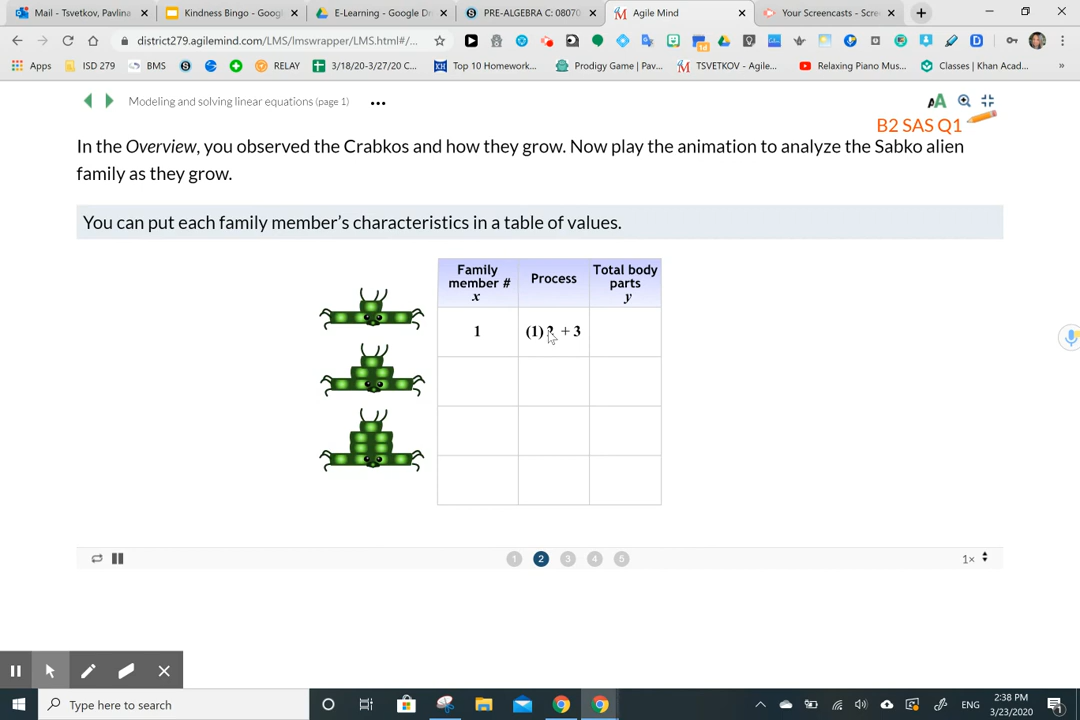 Mail - Tsvetkov, Pavlina
Kindness Bingo - Goog
E-Learning - Google Dr
PRE-ALGEBRA C: 08070
Agile Mind
Your Screencasts - Scre
district279.agilemind.com/LMS/lmswrapper/LMS.html#/...
Apps
ISD 279
BMS
RELAY
3/18/20-3/27/20 C...
Top 10 Homework...
Prodigy Game | Pav...
TSVETKOV - Agile...
Relaxing Piano Mus...
Classes | Khan Acad...
»
Modeling and solving linear equations (page 1)
AA
B2 SAS Q1
In the Overview, you observed the Crabkos and how they grow. Now play the animation to analyze the Sabko alien
family as they grow.
You can put each family member's characteristics in a table of values.
Family member # x
Process
Total body parts y
1
(1) + 3
1 2 3 4 5
1×
Type here to search
ENG
2:38 PM
3/23/2020